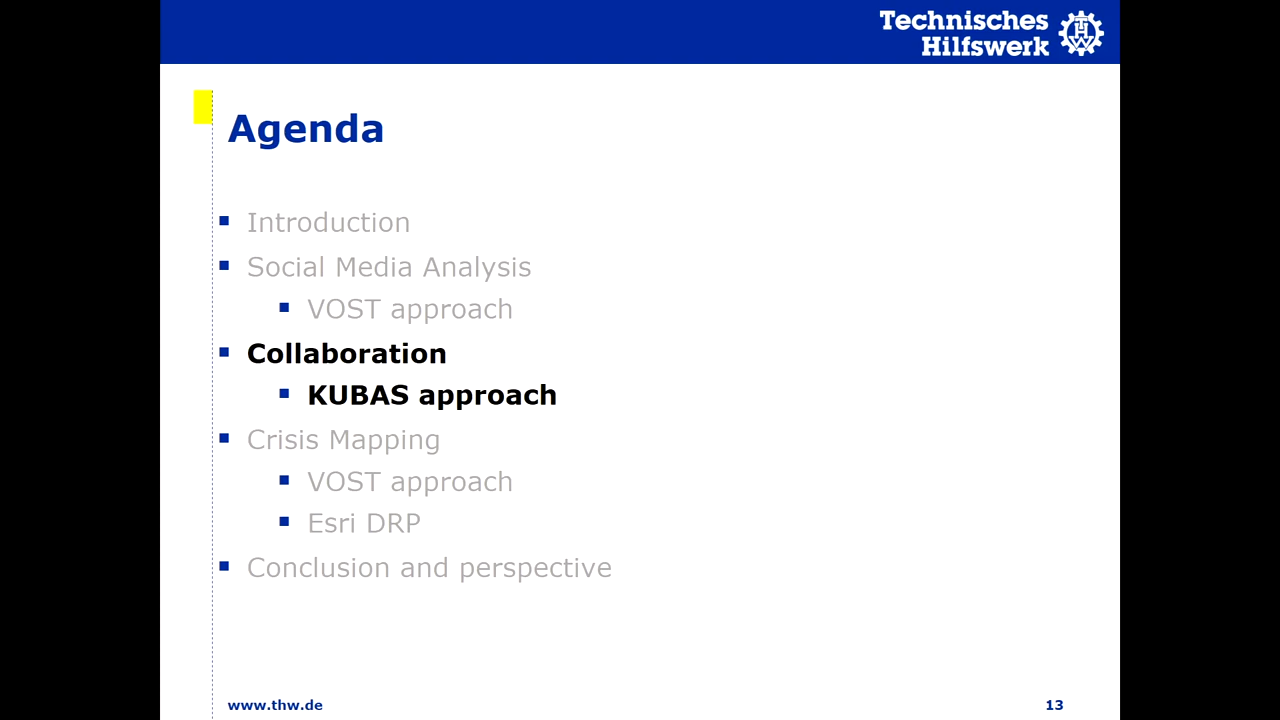 Technisches
Hilfswerk
THW
Agenda
Introduction
Social Media Analysis
VOST approach
Collaboration
KUBAS approach
Crisis Mapping
VOST approach
Esri DRP
Conclusion and perspective
www.thw.de
13